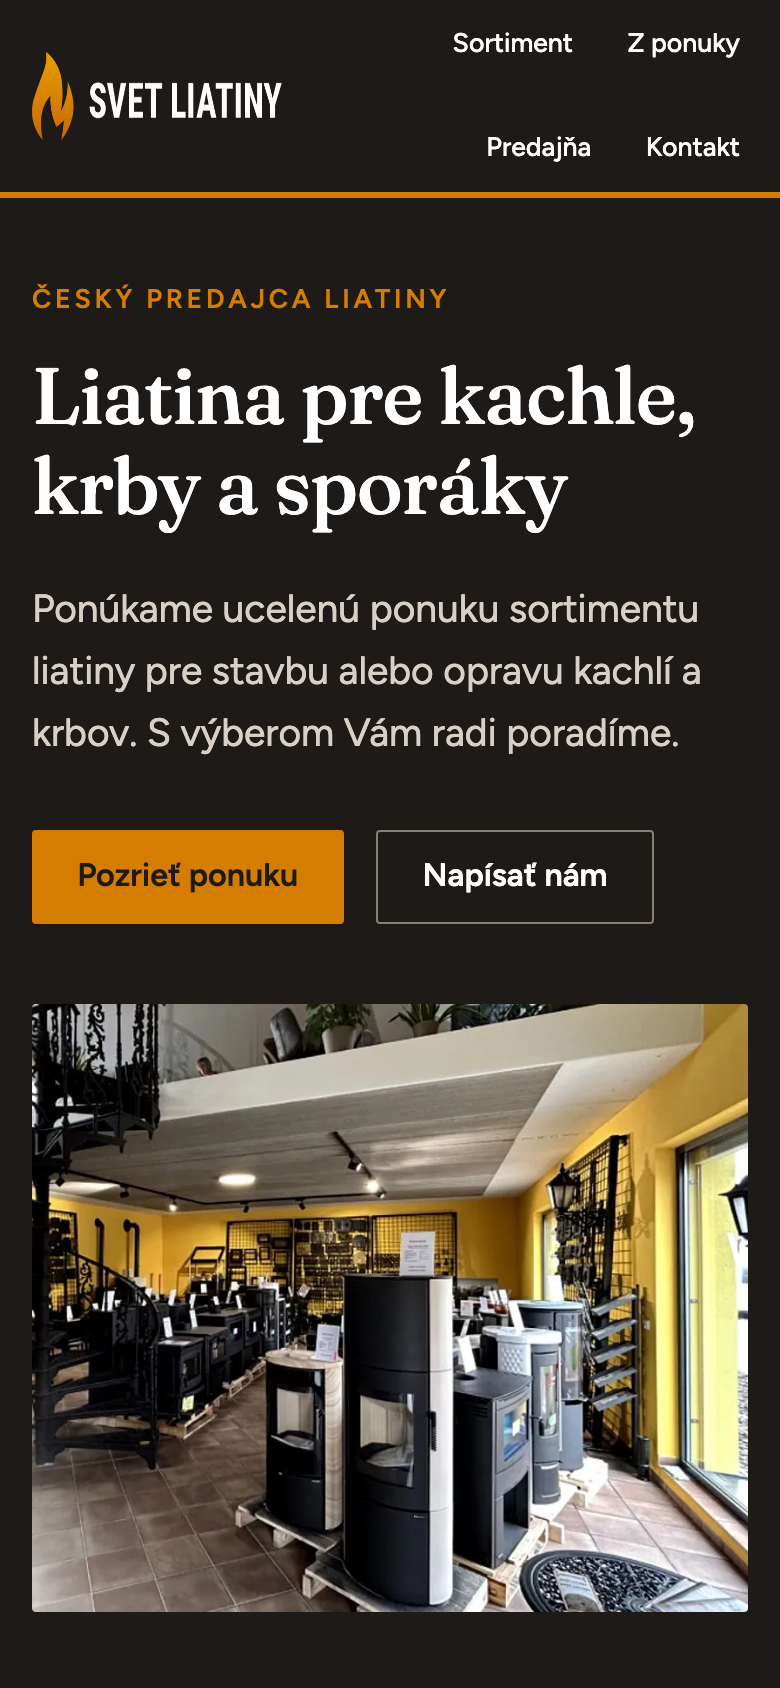 SVET LIATINY
Sortiment
Z ponuky
Predajňa
Kontakt
ČESKÝ PREDAJCA LIATINY
Liatina pre kachle,
krby a sporáky
Ponúkame ucelenú ponuku sortimentu
liatiny pre stavbu alebo opravu kachlí a
krbov. S výberom Vám radi poradíme.
Pozrieť ponuku
Napísať nám